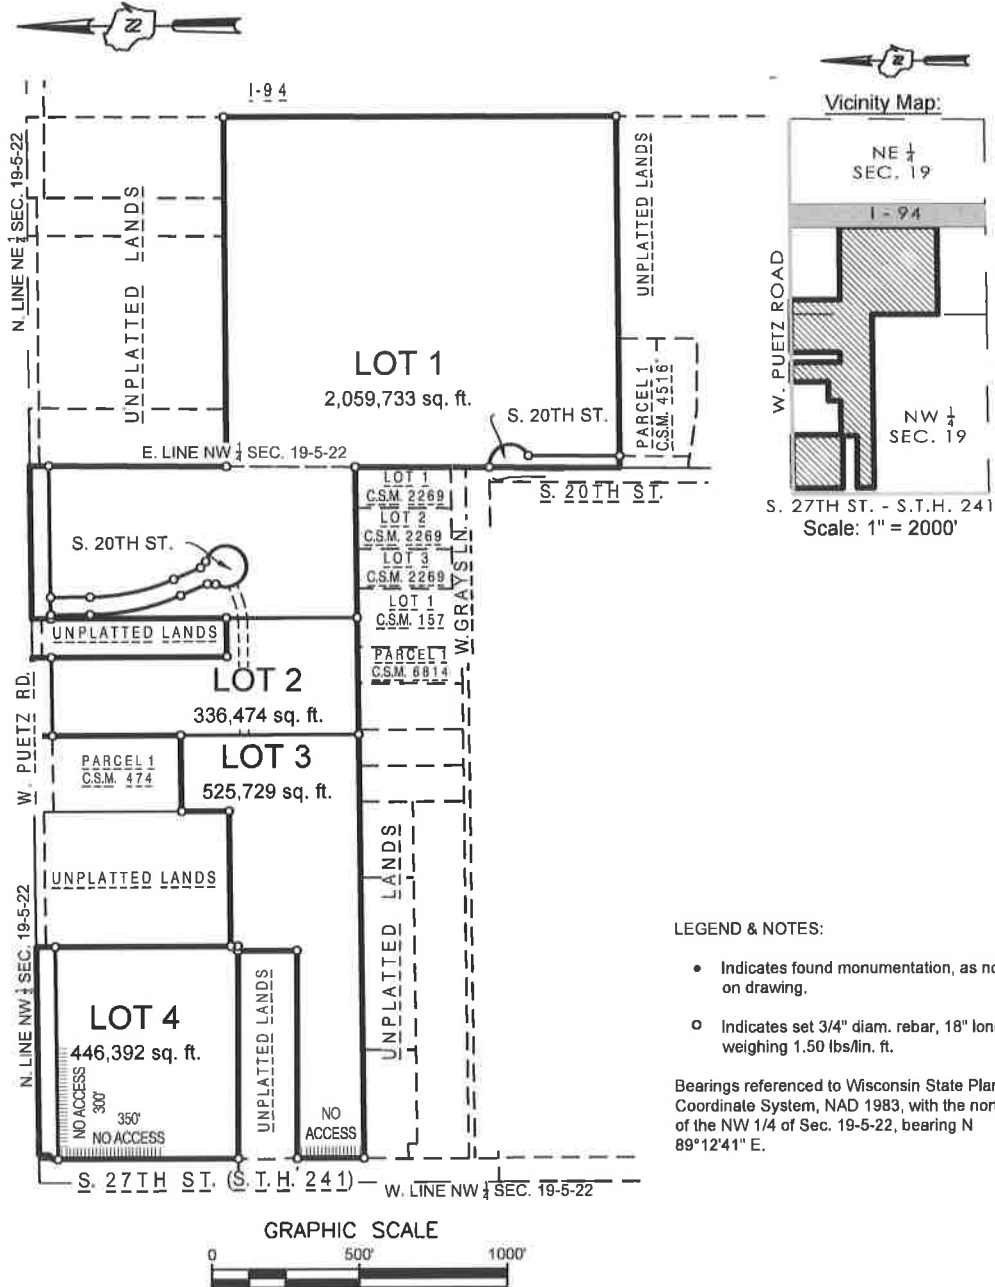 I-94
N. LINE NE 1/4 SEC. 19-5-22
UNPLATTED LANDS
UNPLATTED LANDS
LOT 1
2,059,733 sq. ft.
S. 20TH ST.
PARCEL 1
C.S.M. 4516
E. LINE NW 1/4 SEC. 19-5-22
S. 20TH ST.
LOT 1
C.S.M. 2269
LOT 2
C.S.M. 2269
LOT 3
C.S.M. 2269
LOT 1
C.S.M. 157
PARCEL 1
C.S.M. 6814
W. GRAYS LN.
S. 20TH ST.
UNPLATTED LANDS
LOT 2
336,474 sq. ft.
W. PUETZ RD.
PARCEL 1
C.S.M. 474
LOT 3
525,729 sq. ft.
UNPLATTED LANDS
UNPLATTED LANDS
N. LINE NW 1/4 SEC. 19-5-22
LOT 4
446,392 sq. ft.
NO ACCESS
300'
350'
NO ACCESS
UNPLATTED LANDS
NO
ACCESS
S. 27TH ST. (S.T.H. 241)
W. LINE NW 1/4 SEC. 19-5-22
GRAPHIC SCALE
0 500' 1000'
Vicinity Map:
NE 1/4
SEC. 19
I - 94
W. PUETZ ROAD
NW 1/4
SEC. 19
S. 27TH ST. - S.T.H. 241
Scale: 1" = 2000'
LEGEND & NOTES:
• Indicates found monumentation, as no
on drawing.
o Indicates set 3/4" diam. rebar, 18" lon
weighing 1.50 lbs/lin. ft.
Bearings referenced to Wisconsin State Plan
Coordinate System, NAD 1983, with the nort
of the NW 1/4 of Sec. 19-5-22, bearing N
89°12'41" E.